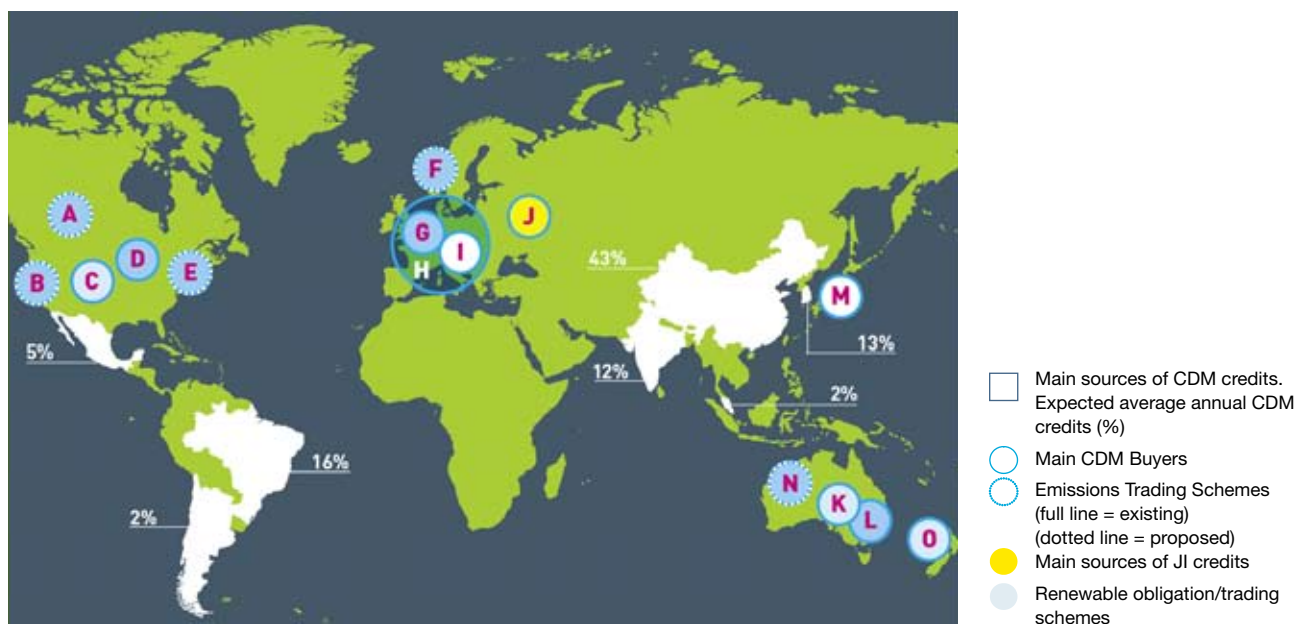 F
A
J
G
I
D
H
B
C
E
43%
M
5%
13%
12%
2%
16%
N
K
L
2%
O
Main sources of CDM credits.
Expected average annual CDM
credits (%)
Main CDM Buyers
Emissions Trading Schemes
(full line = existing)
(dotted line = proposed)
Main sources of JI credits
Renewable obligation/trading
schemes